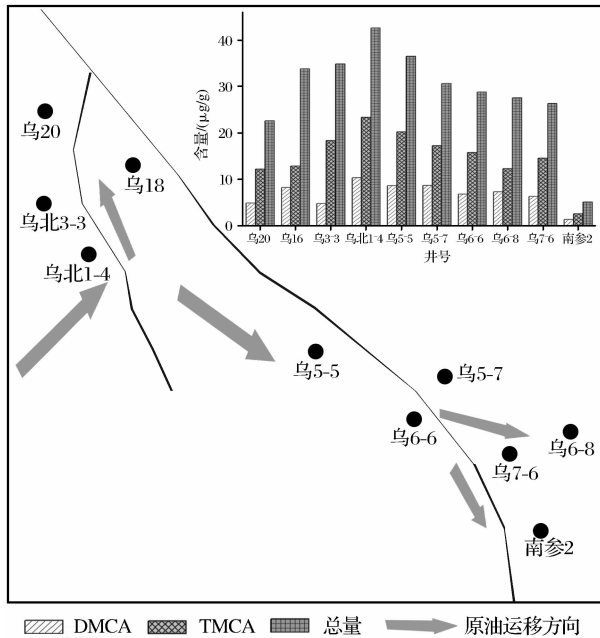 40
30
20
10
0
含量/(μg/g)
乌20 乌16 乌3-3 乌北1-4 乌5-5 乌5-7 乌6-6 乌6-8 乌7-6 南参2
井号
乌20
乌18
乌北3-3
乌北1-4
乌5-5
乌5-7
乌6-6
乌6-8
乌7-6
南参2
DMCA TMCA 总量 原油运移方向